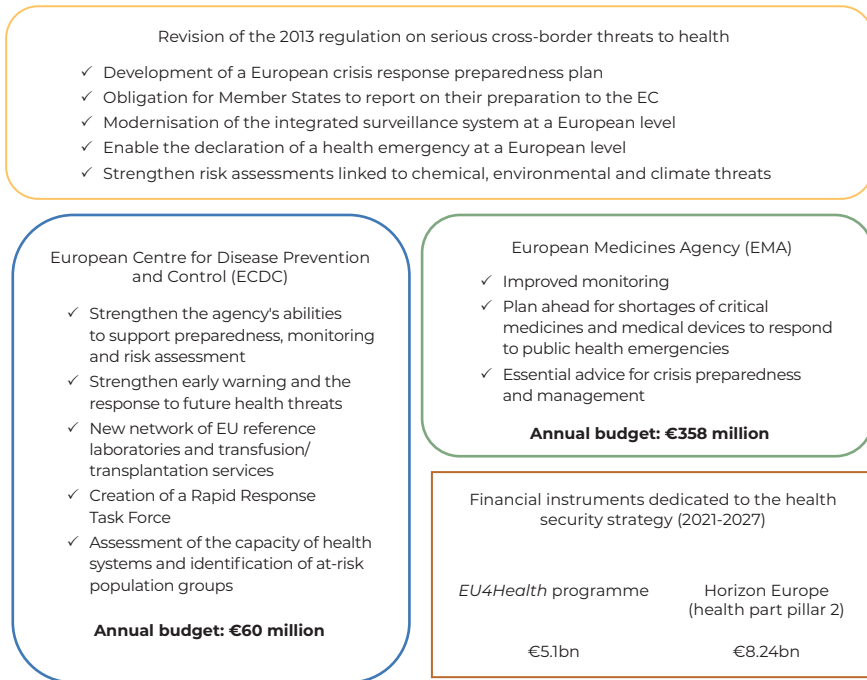 Revision of the 2013 regulation on serious cross-border threats to health
✓ Development of a European crisis response preparedness plan
✓ Obligation for Member States to report on their preparation to the EC
✓ Modernisation of the integrated surveillance system at a European level
✓ Enable the declaration of a health emergency at a European level
✓ Strengthen risk assessments linked to chemical, environmental and climate threats
European Centre for Disease Prevention
and Control (ECDC)
✓ Strengthen the agency's abilities
to support preparedness, monitoring
and risk assessment
✓ Strengthen early warning and the
response to future health threats
✓ New network of EU reference
laboratories and transfusion/
transplantation services
✓ Creation of a Rapid Response
Task Force
✓ Assessment of the capacity of health
systems and identification of at-risk
population groups
Annual budget: €60 million
European Medicines Agency (EMA)
✓ Improved monitoring
✓ Plan ahead for shortages of critical
medicines and medical devices to respond
to public health emergencies
✓ Essential advice for crisis preparedness
and management
Annual budget: €358 million
Financial instruments dedicated to the health
security strategy (2021-2027)
EU4Health programme
€5.1bn
Horizon Europe
(health part pillar 2)
€8.24bn